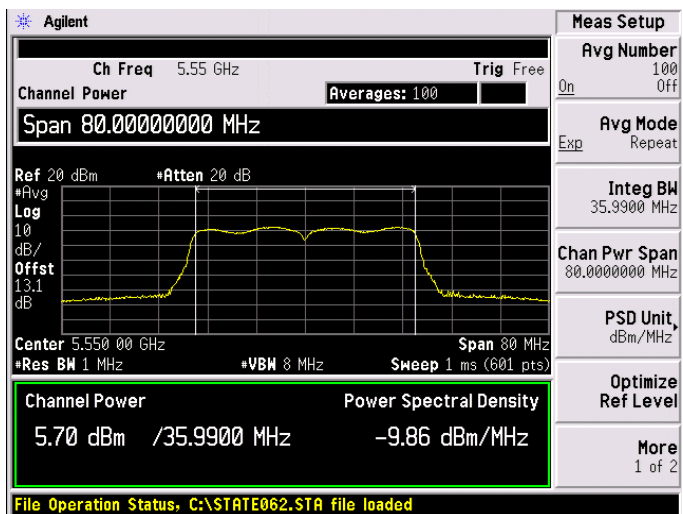 Agilent
Ch Freq 5.55 GHz Trig Free
Channel Power Averages: 100
Span 80.00000000 MHz
Ref 20 dBm #Atten 20 dB
#Avg
Log
10
dB/
Offst
13.1
dB
Center 5.550 00 GHz Span 80 MHz
#Res BW 1 MHz #VBW 8 MHz Sweep 1 ms (601 pts)
Channel Power Power Spectral Density
5.70 dBm /35.9900 MHz -9.86 dBm/MHz
File Operation Status, C:\STATE062.STA file loaded
Meas Setup
Avg Number
100
On Off
Avg Mode
Exp Repeat
Integ BW
35.9900 MHz
Chan Pwr Span
80.0000000 MHz
PSD Unit
dBm/MHz
Optimize
Ref Level
More
1 of 2